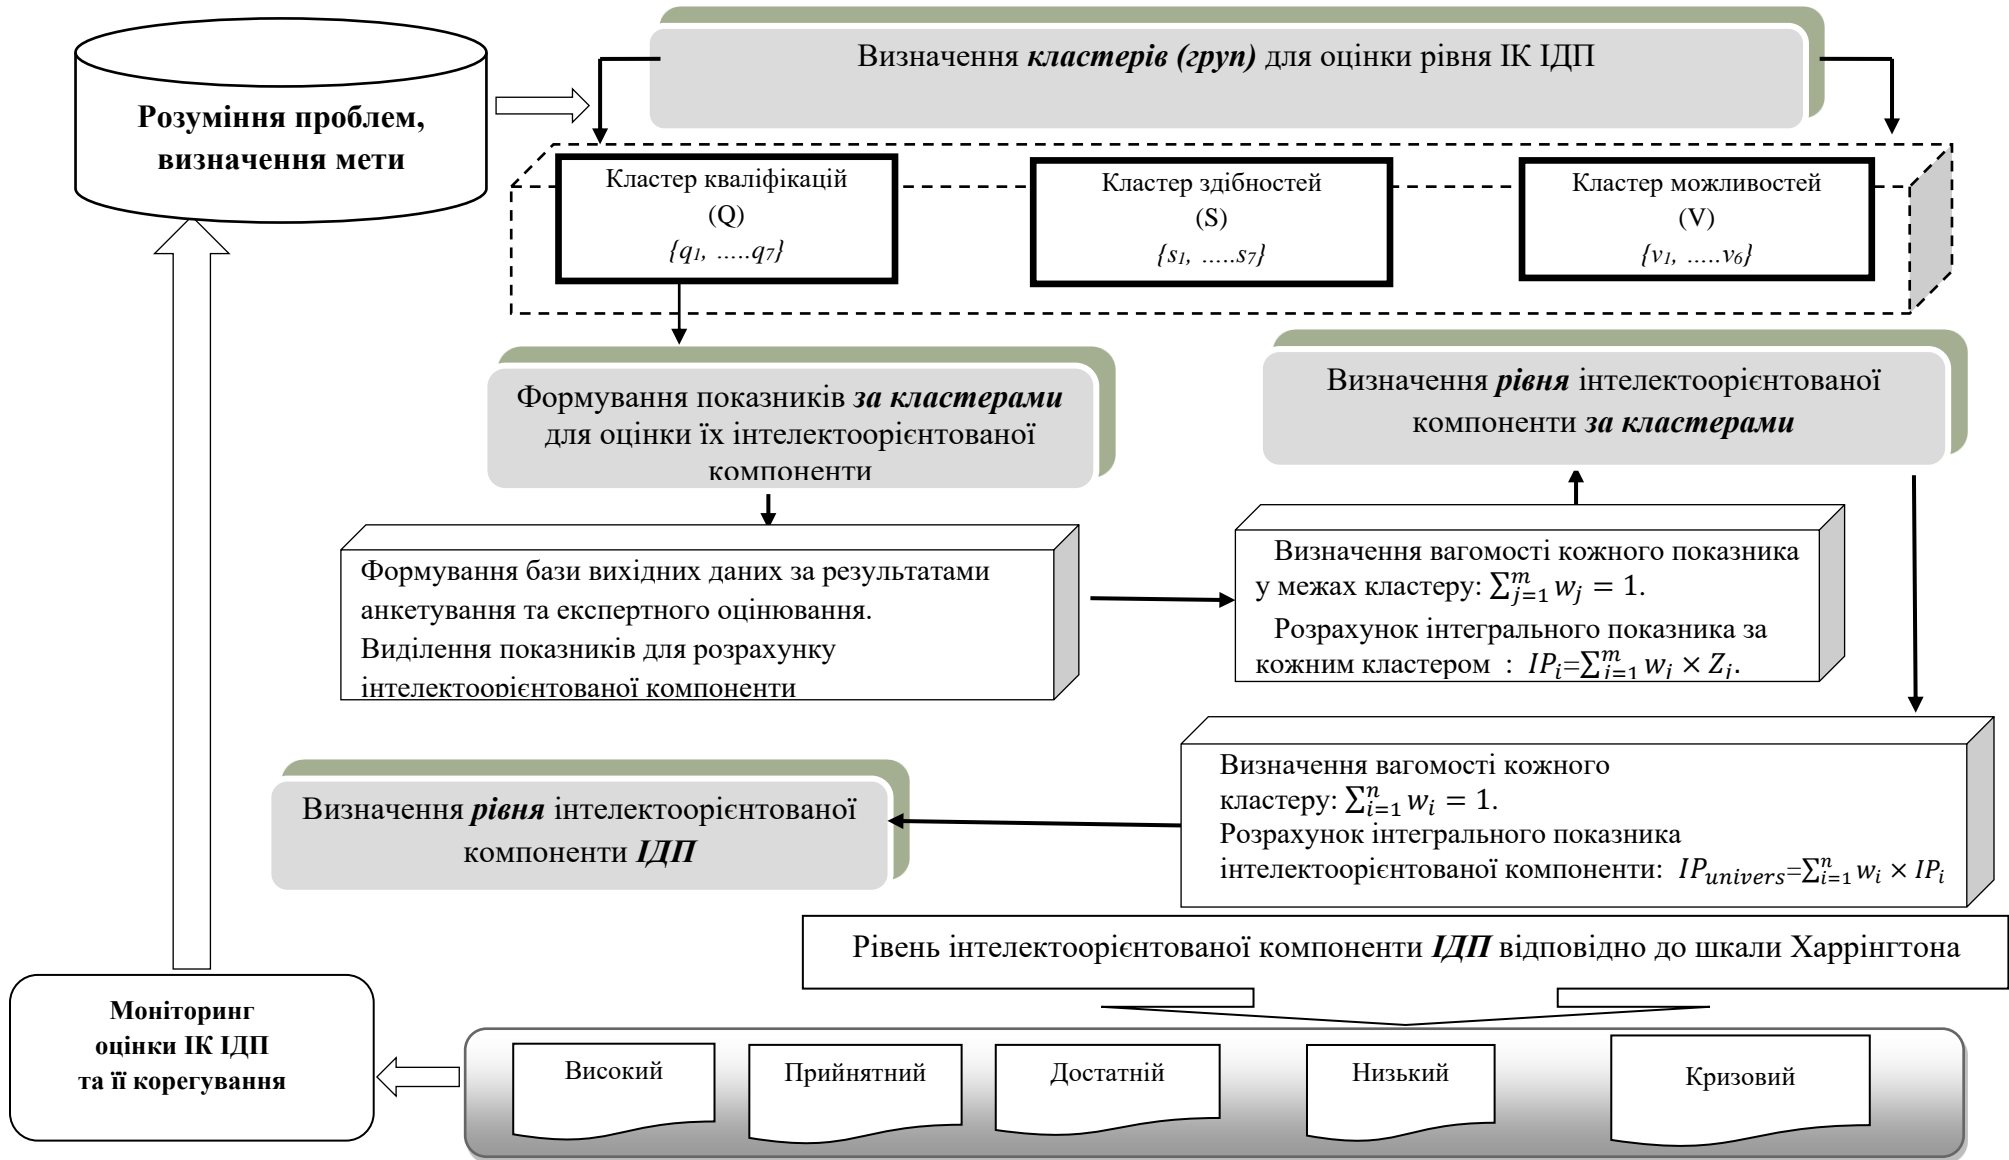 Визначення кластерів (груп) для оцінки рівня ІК ІДП
Розуміння проблем,
визначення мети
Кластер кваліфікацій
(Q)
{q1, …..q7}
Кластер здібностей
(S)
{s1, …..s7}
Кластер можливостей
(V)
{v1, …..v6}
Формування показників за кластерами
для оцінки їх інтелектоорієнтованої
компоненти
Визначення рівня інтелектоорієнтованої
компоненти за кластерами
Формування бази вихідних даних за результатами
анкетування та експертного оцінювання.
Виділення показників для розрахунку
інтелектоорієнтованої компоненти
Визначення вагомості кожного показника
у межах кластеру: ∑_{j=1}^{m} w_j = 1.
Розрахунок інтегрального показника за
кожним кластером : IP_i=∑_{j=1}^{m} w_j × Z_j.
Визначення вагомості кожного
кластеру: ∑_{i=1}^{n} w_i = 1.
Розрахунок інтегрального показника
інтелектоорієнтованої компоненти: IP_{univers}=∑_{i=1}^{n} w_i × IP_i
Визначення рівня інтелектоорієнтованої
компоненти ІДП
Рівень інтелектоорієнтованої компоненти ІДП відповідно до шкали Харрінгтона
Моніторинг
оцінки ІК ІДП
та її корегування
Високий
Прийнятний
Достатній
Низький
Кризовий